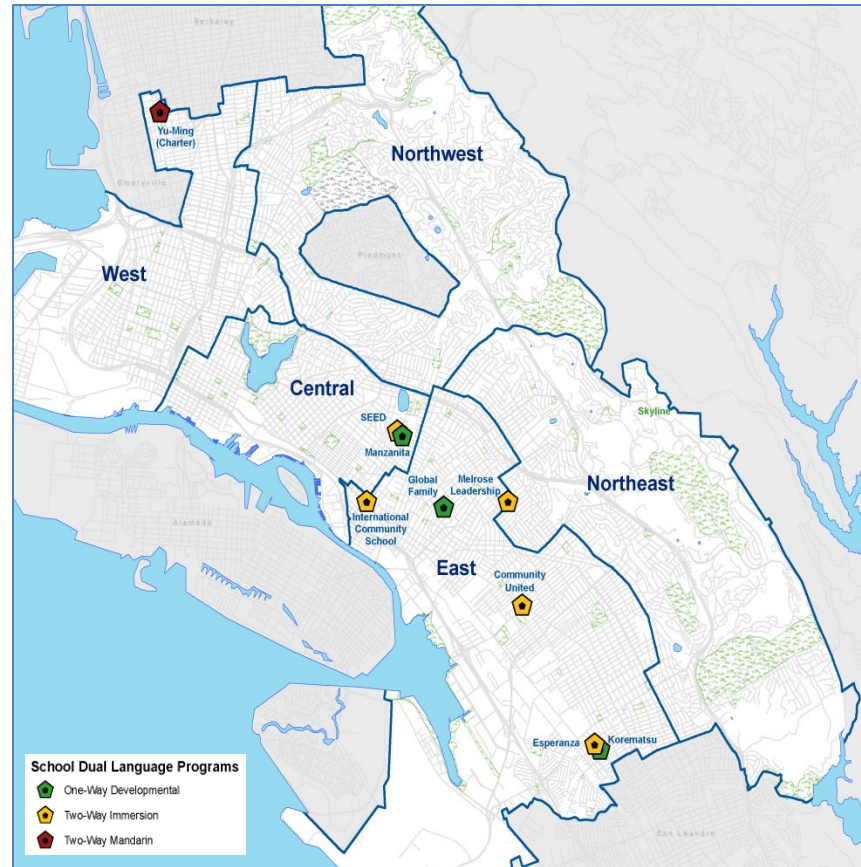 Berkeley
Yu-Ming
(Charter)
Northwest
Emeryville
Piedmont
West
Central
SEED
Manzanita
Skyline
Global
Family
Melrose
Leadership
Northeast
International
Community
School
Alameda
East
Community
United
Esperanza
Korematsu
San Leandro
School Dual Language Programs
One-Way Developmental
Two-Way Immersion
Two-Way Mandarin